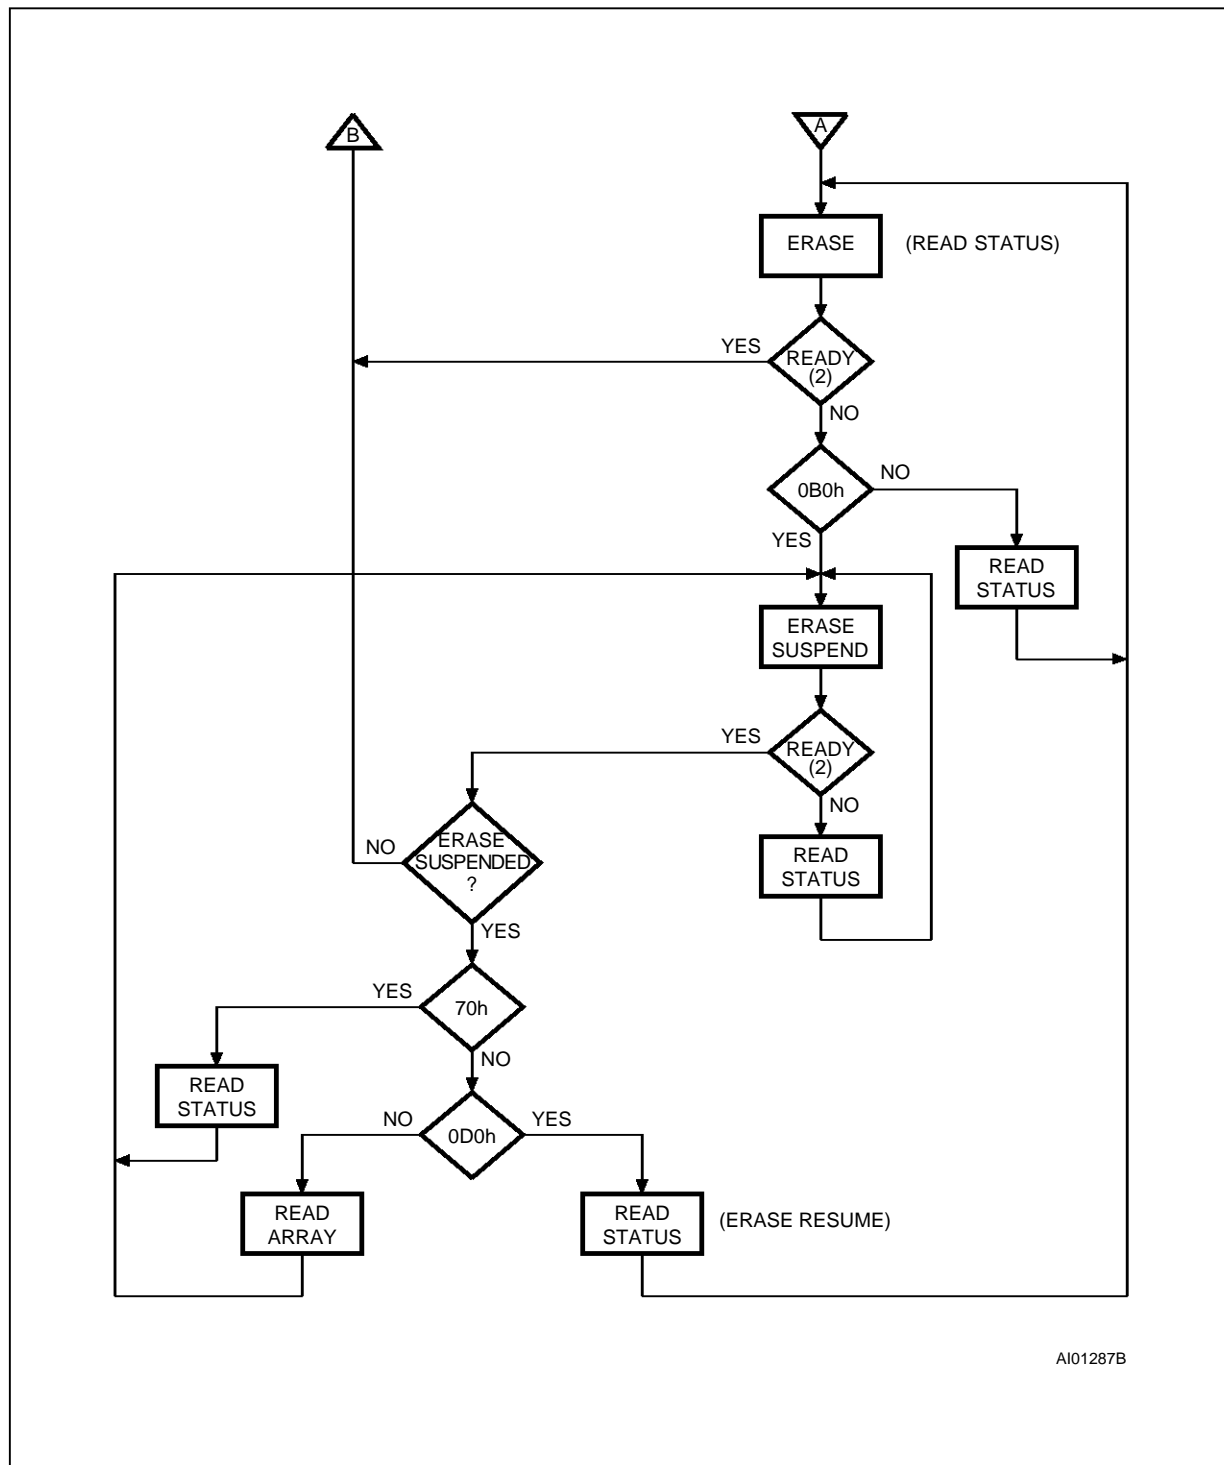 B
A
ERASE
(READ STATUS)
YES
READY
(2)
NO
0B0h
NO
YES
READ
STATUS
ERASE
SUSPEND
YES
READY
(2)
NO
NO
ERASE
SUSPENDED
?
READ
STATUS
YES
YES
70h
NO
READ
STATUS
NO
0D0h
YES
READ
ARRAY
READ
STATUS
(ERASE RESUME)
AI01287B